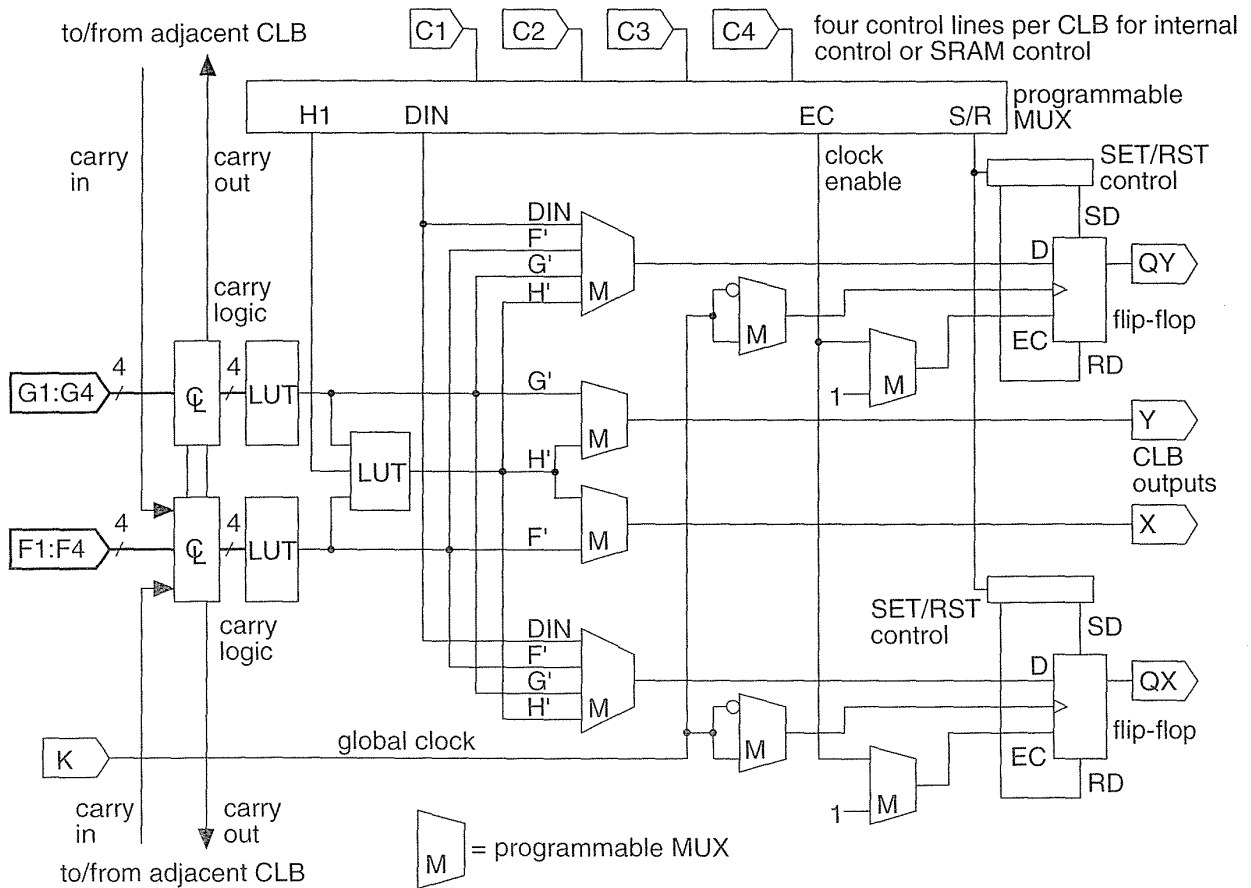 to/from adjacent CLB
C1
C2
C3
C4
four control lines per CLB for internal
control or SRAM control
H1
DIN
EC
S/R
programmable
MUX
carry
in
carry
out
clock
enable
SET/RST
control
SD
DIN
F'
G'
H'
M
D
QY
carry
logic
M
EC
flip-flop
RD
G1:G4
4
CL
4
LUT
G'
M
1
M
Y
LUT
H'
CLB
outputs
X
F1:F4
4
CL
4
LUT
F'
M
carry
logic
SET/RST
control
SD
DIN
F'
G'
H'
M
D
QX
K
global clock
M
EC
flip-flop
RD
1
M
carry
in
carry
out
M
= programmable MUX
to/from adjacent CLB